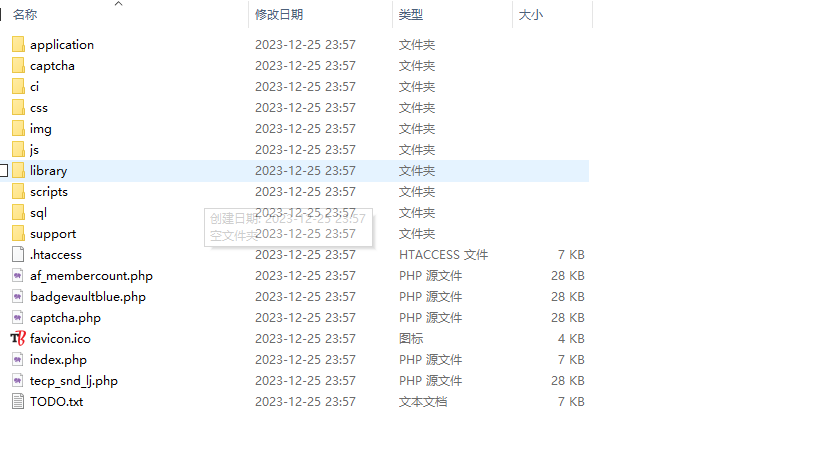 名称 修改日期 类型 大小
application 2023-12-25 23:57 文件夹
captcha 2023-12-25 23:57 文件夹
ci 2023-12-25 23:57 文件夹
css 2023-12-25 23:57 文件夹
img 2023-12-25 23:57 文件夹
js 2023-12-25 23:57 文件夹
library 2023-12-25 23:57 文件夹
scripts 2023-12-25 23:57 文件夹
sql 2023-12-25 23:57 文件夹
创建日期: 2023-12-25 23:57
空文件夹
support 2023-12-25 23:57 文件夹
.htaccess 2023-12-25 23:57 HTACCESS 文件 7 KB
af_membercount.php 2023-12-25 23:57 PHP 源文件 28 KB
badgevaultblue.php 2023-12-25 23:57 PHP 源文件 28 KB
captcha.php 2023-12-25 23:57 PHP 源文件 28 KB
favicon.ico 2023-12-25 23:57 图标 4 KB
index.php 2023-12-25 23:57 PHP 源文件 7 KB
tecp_snd_lj.php 2023-12-25 23:57 PHP 源文件 28 KB
TODO.txt 2023-12-25 23:57 文本文档 7 KB